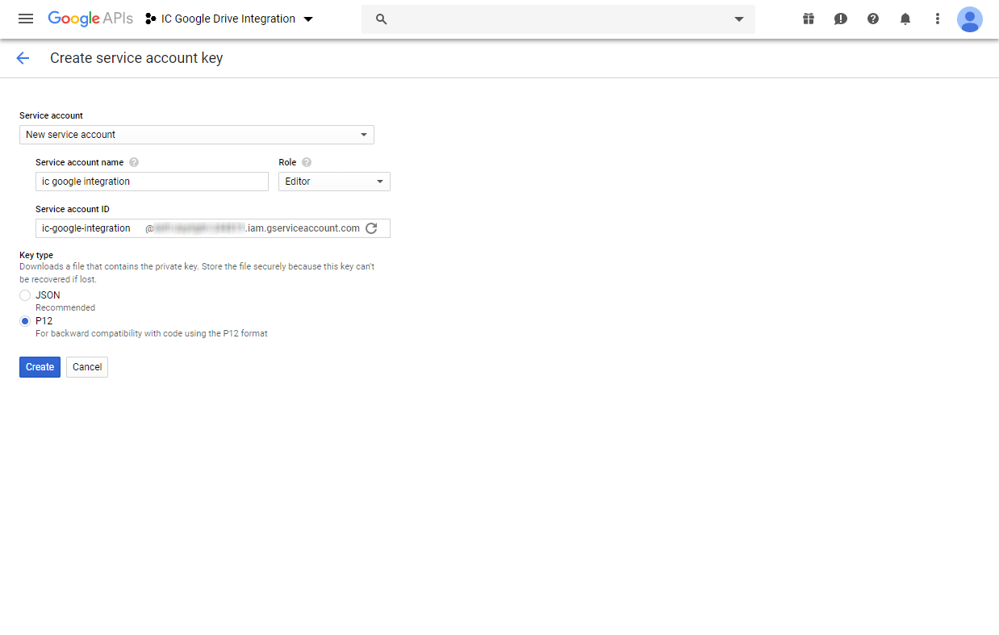 Google APIs IC Google Drive Integration
Create service account key
Service account
New service account
Service account name Role
ic google integration Editor
Service account ID
ic-google-integration @ .iam.gserviceaccount.com
Key type
Downloads a file that contains the private key. Store the file securely because this key can't
be recovered if lost.
JSON
Recommended
P12
For backward compatibility with code using the P12 format
Create Cancel